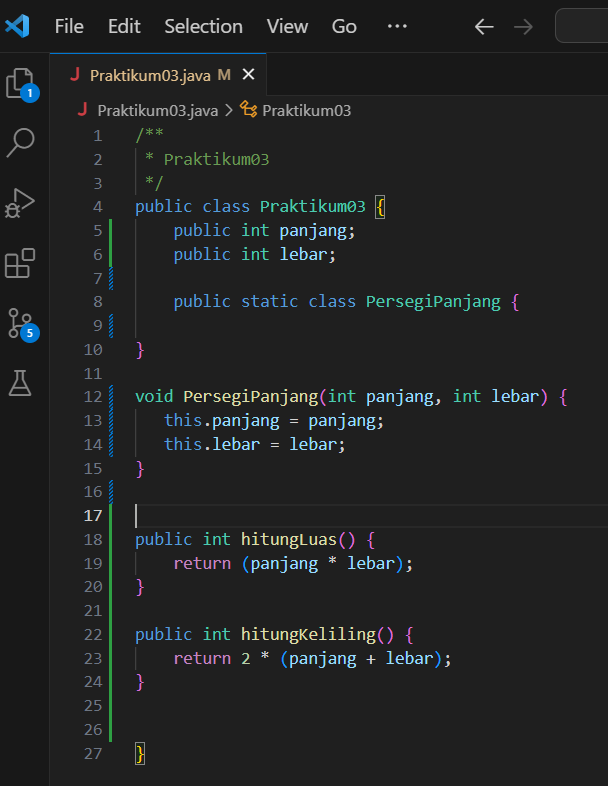 File Edit Selection View Go ...
J Praktikum03.java M ×
J Praktikum03.java > Praktikum03
1 /**
2  * Praktikum03
3  */
4 public class Praktikum03 {
5     public int panjang;
6     public int lebar;
7
8     public static class PersegiPanjang {
9
10 }
11
12 void PersegiPanjang(int panjang, int lebar) {
13    this.panjang = panjang;
14    this.lebar = lebar;
15 }
16
17
18 public int hitungLuas() {
19     return (panjang * lebar);
20 }
21
22 public int hitungKeliling() {
23     return 2 * (panjang + lebar);
24 }
25
26
27 }
1
5